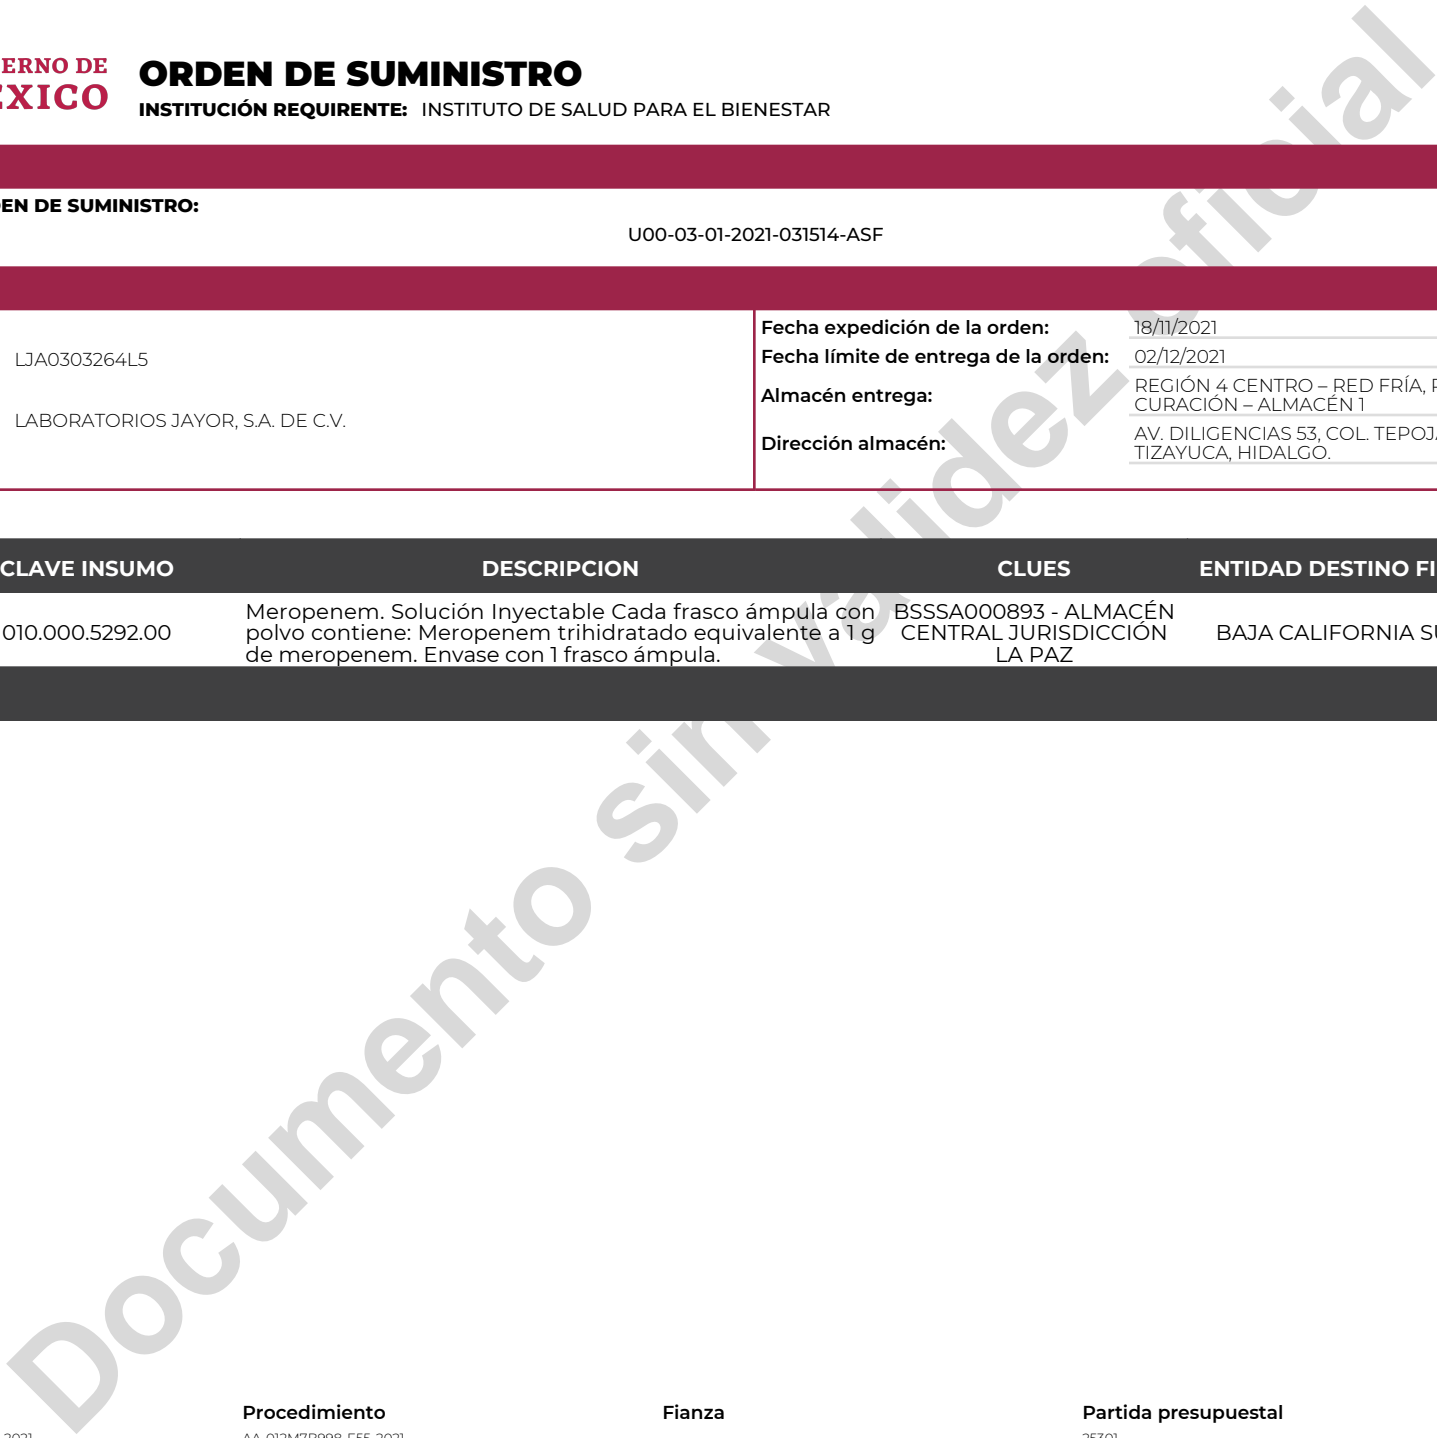 ERNO DE
ÉXICO
ORDEN DE SUMINISTRO
INSTITUCIÓN REQUIRENTE: INSTITUTO DE SALUD PARA EL BIENESTAR
EN DE SUMINISTRO:
U00-03-01-2021-031514-ASF
LJA0303264L5
LABORATORIOS JAYOR, S.A. DE C.V.
Fecha expedición de la orden: 18/11/2021
Fecha límite de entrega de la orden: 02/12/2021
Almacén entrega: REGIÓN 4 CENTRO – RED FRÍA,
CURACIÓN – ALMACÉN 1
Dirección almacén: AV. DILIGENCIAS 53, COL. TEPOJ
TIZAYUCA, HIDALGO.
CLAVE INSUMO DESCRIPCION CLUES ENTIDAD DESTINO FI
010.000.5292.00
Meropenem. Solución Inyectable Cada frasco ámpula con
polvo contiene: Meropenem trihidratado equivalente a 1 g
de meropenem. Envase con 1 frasco ámpula.
BSSSA000893 - ALMACÉN
CENTRAL JURISDICCIÓN
LA PAZ
BAJA CALIFORNIA S
Documento sin validez oficial
Procedimiento Fianza Partida presupuestal